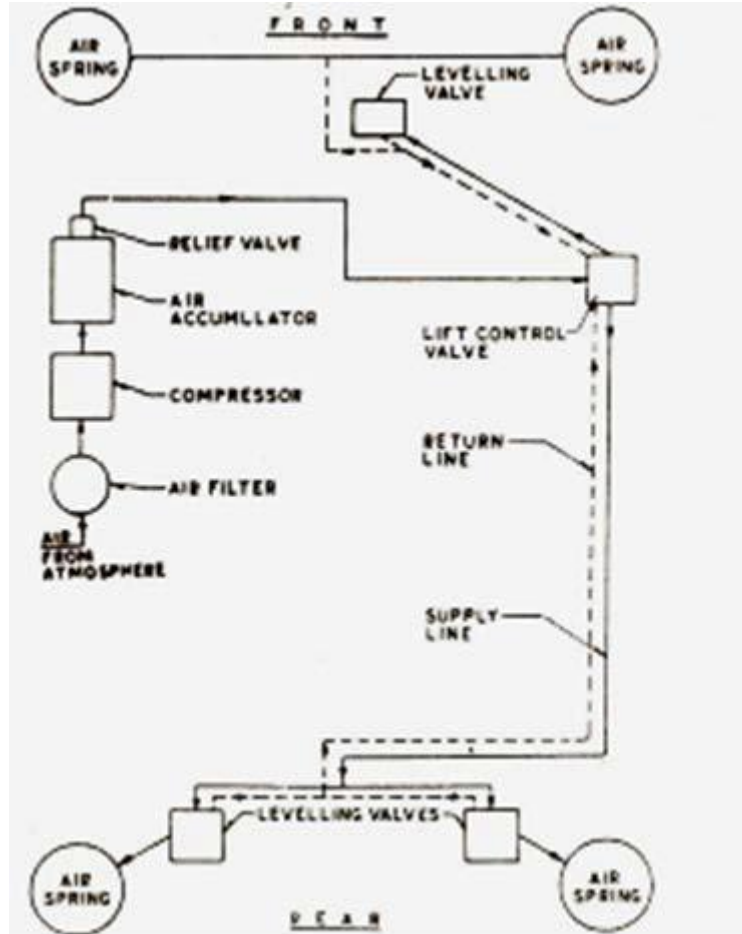 FRONT
AIR
SPRING
AIR
SPRING
LEVELLING
VALVE
RELIEF VALVE
AIR
ACCUMLLATOR
LIFT CONTROL
VALVE
COMPRESSOR
RETURN
LINE
AIR FILTER
AIR
FROM
ATMOSPHERE
SUPPLY
LINE
LEVELLING VALVES
AIR
SPRING
AIR
SPRING
REAR